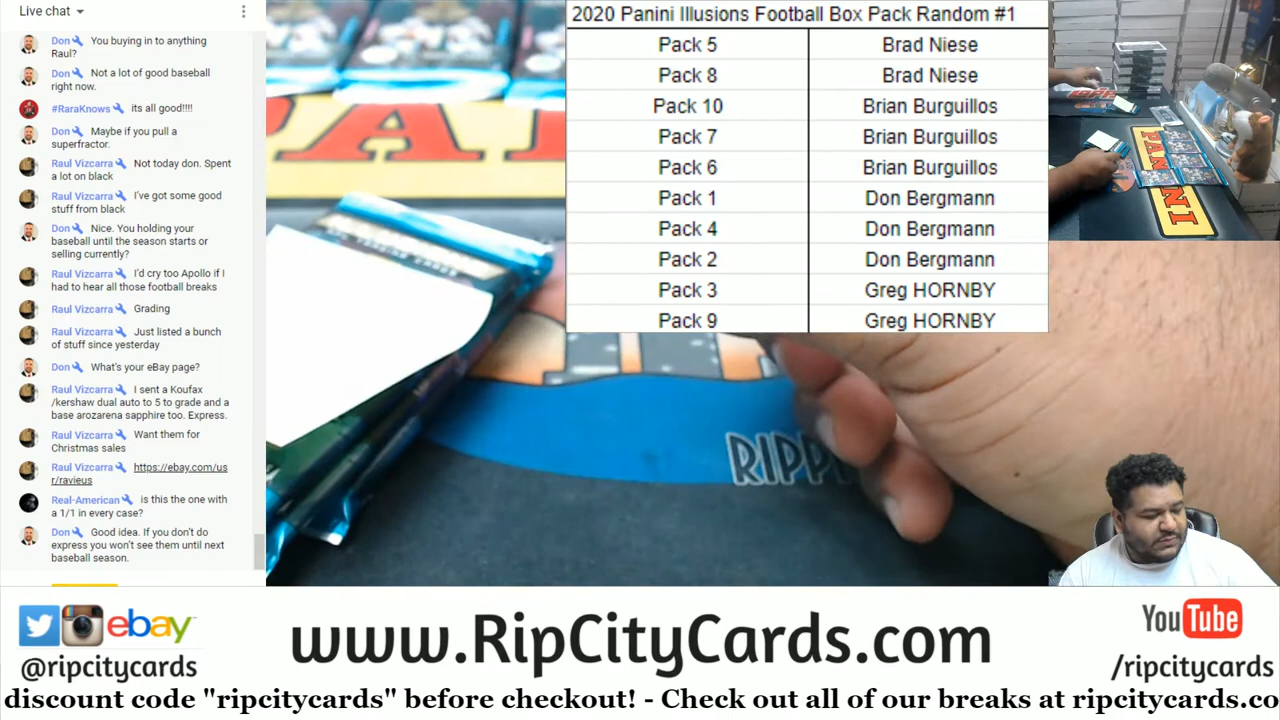 Live chat
Don You buying in to anything
Raul?
Don Not a lot of good baseball
right now.
#RaraKnows its all good!!!!
Don Maybe if you pull a
superfractor.
Raul Vizcarra Not today don. Spent
a lot on black
Raul Vizcarra I've got some good
stuff from black
Don Nice. You holding your
baseball until the season starts or
selling currently?
Raul Vizcarra I'd cry too Apollo if I
had to hear all those football breaks
Raul Vizcarra Grading
Raul Vizcarra Just listed a bunch
of stuff since yesterday
Don What's your eBay page?
Raul Vizcarra I sent a Koufax
/kershaw dual auto to 5 to grade and a
base arozarena sapphire too. Express.
Raul Vizcarra Want them for
Christmas sales
Raul Vizcarra https://ebay.com/us
r/ravieus
Real-American is this the one with
a 1/1 in every case?
Don Good idea. If you don't do
express you won't see them until next
baseball season.
2020 Panini Illusions Football Box Pack Random #1
Pack 5 Brad Niese
Pack 8 Brad Niese
Pack 10 Brian Burguillos
Pack 7 Brian Burguillos
Pack 6 Brian Burguillos
Pack 1 Don Bergmann
Pack 4 Don Bergmann
Pack 2 Don Bergmann
Pack 3 Greg HORNBY
Pack 9 Greg HORNBY
PANINI
RIPP
ebay
@ripcitycards
www.RipCityCards.com
YouTube
/ripcitycards
discount code "ripcitycards" before checkout! - Check out all of our breaks at ripcitycards.co